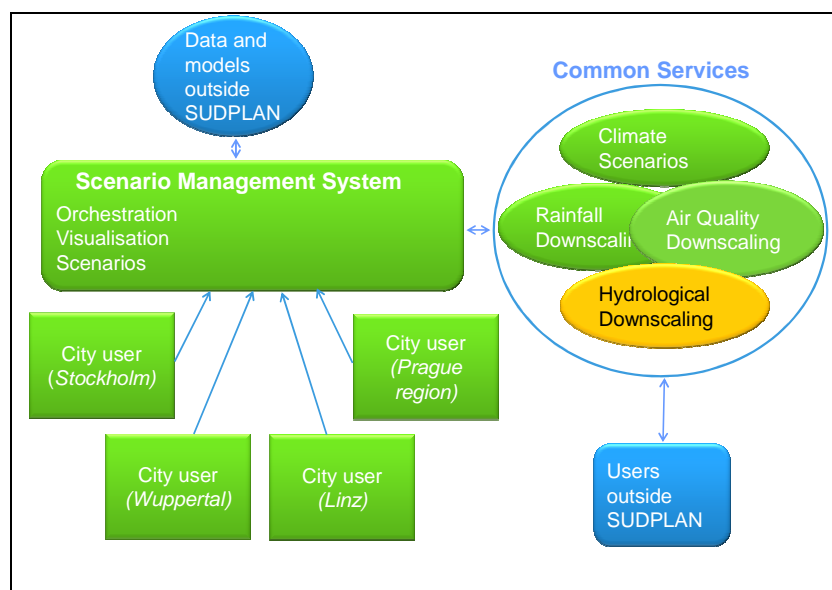 Data and
models
outside
SUDPLAN
Common Services
Climate
Scenarios
Rainfall
Downscalin
Air Quality
Downscaling
Hydrological
Downscaling
Scenario Management System
Orchestration
Visualisation
Scenarios
City user
(Stockholm)
City user
(Prague
region)
City user
(Wuppertal)
City user
(Linz)
Users
outside
SUDPLAN